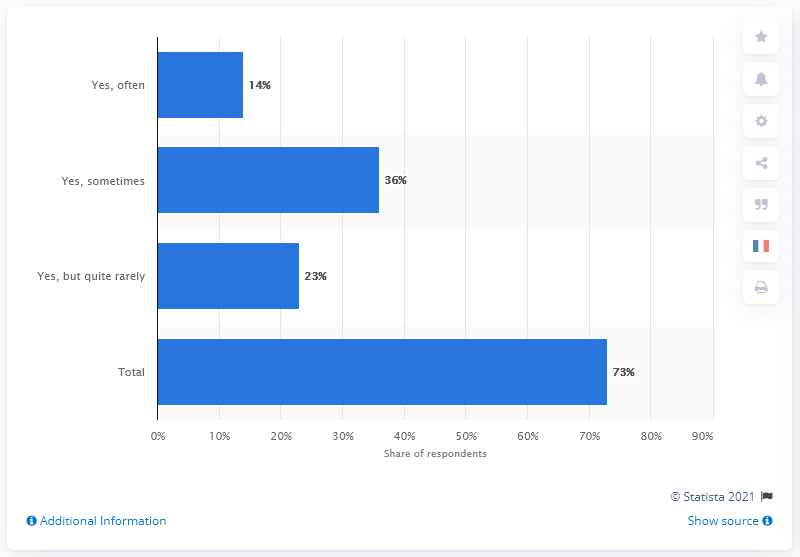 Yes, often
14%
Yes, sometimes
36%
Yes, but quite rarely
23%
Total
73%
0% 10% 20% 30% 40% 50% 60% 70% 80% 90%
Share of respondents
© Statista 2021
Additional Information
Show source